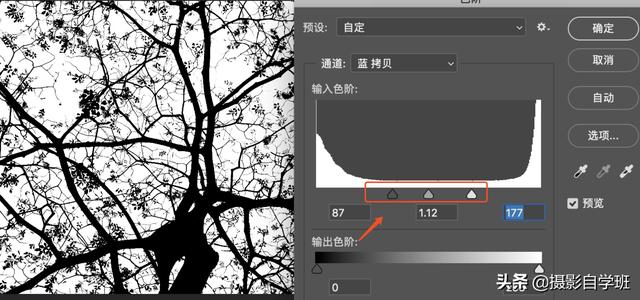 预设: 自定
确定
取消
自动
选项...
预览
通道: 蓝 拷贝
输入色阶:
87 1.12 177
输出色阶:
0
头条 @摄影自学班